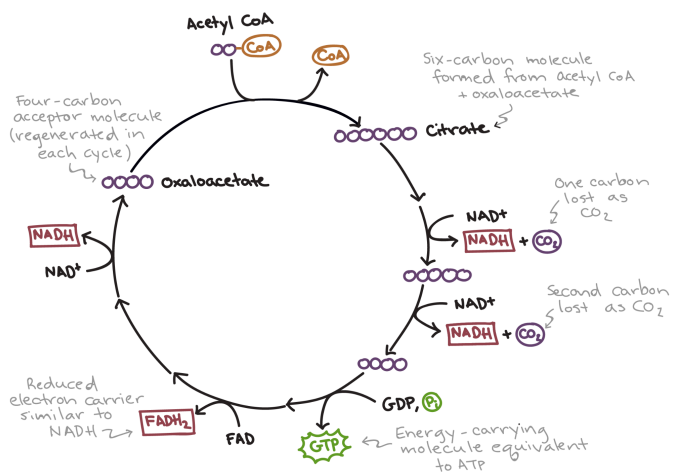 Acetyl CoA
CoA
CoA
Six-carbon molecule
formed from acetyl CoA
+ oxaloacetate
Four-carbon
acceptor molecule
(regenerated in
each cycle)
Citrate
Oxaloacetate
One carbon
lost as
CO₂
NAD+
NADH + CO₂
NADH
NAD+
Second carbon
lost as CO₂
NAD+
NADH + CO₂
Reduced
electron carrier
similar to
NADH
FADH₂
FAD
GDP, Pi
GTP
Energy-carrying
molecule equivalent
to ATP